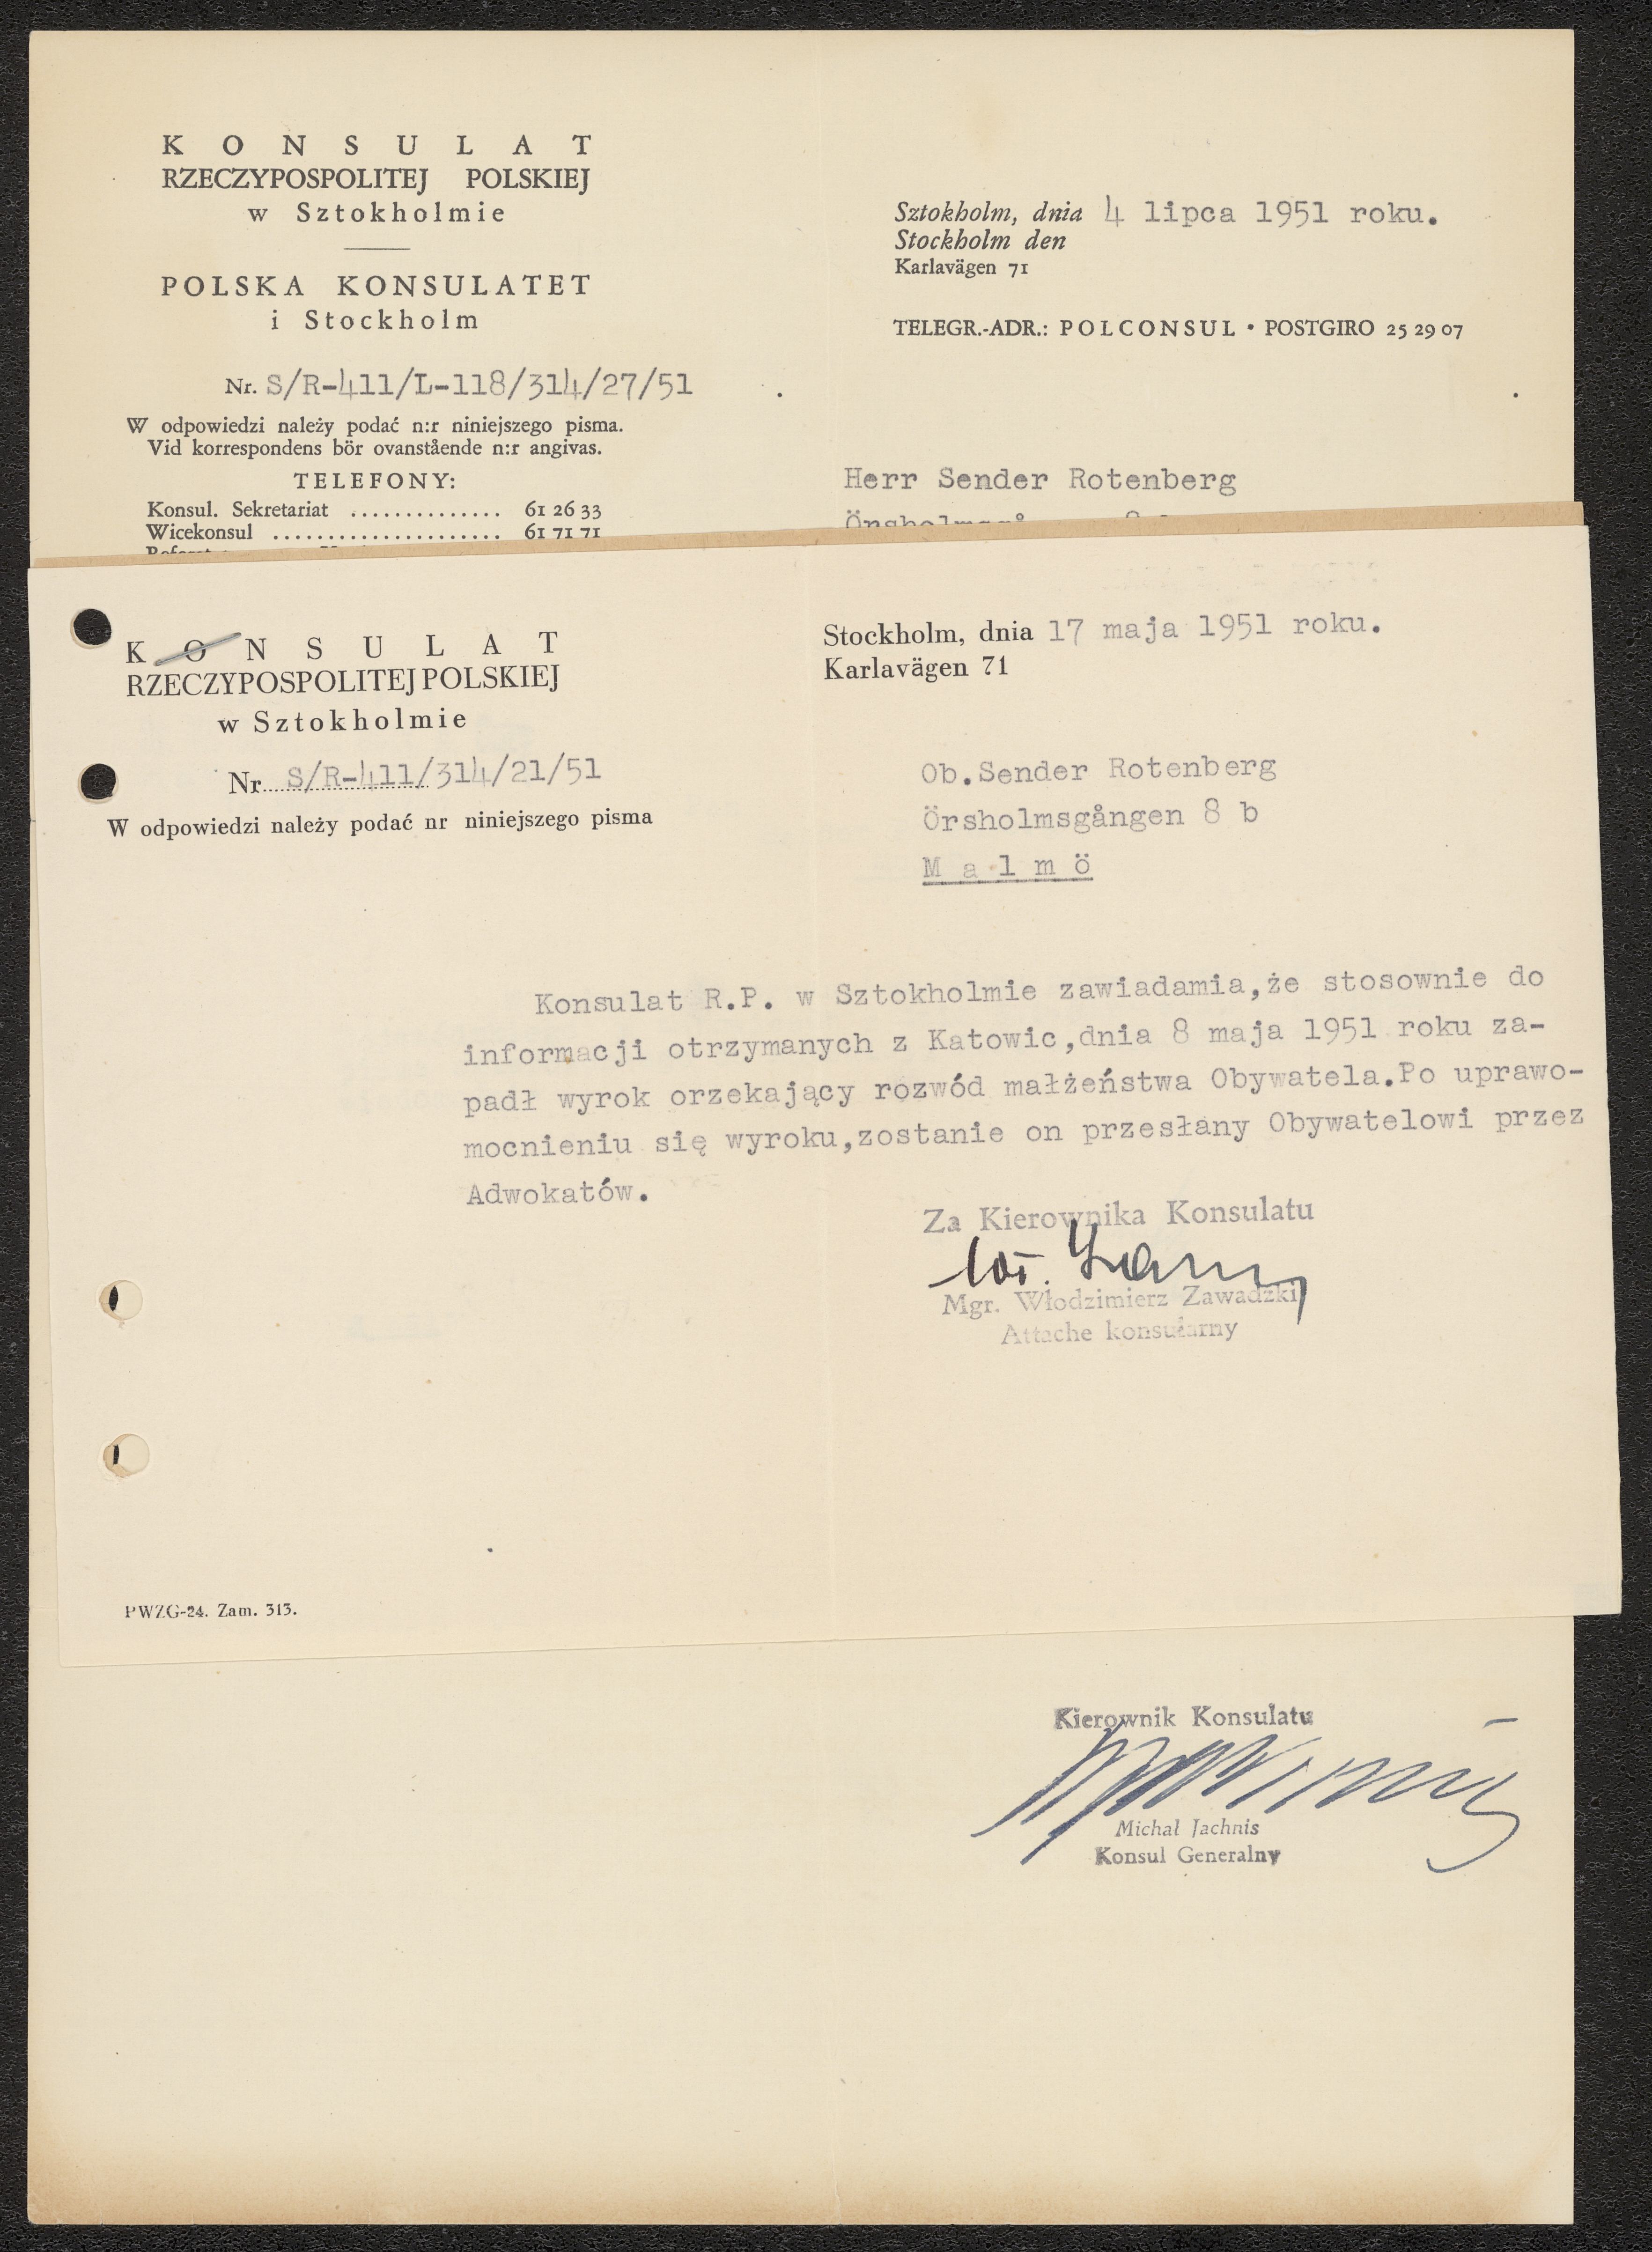 K O N S U L A T
RZECZYPOSPOLITEJ POLSKIEJ
w Sztokholmie
POLSKA KONSULATET
i Stockholm
Nr. S/R-411/L-118/314/27/51
W odpowiedzi należy podać n:r niniejszego pisma.
Vid korrespondens bör ovanstående n:r angivas.
TELEFONY:
Konsul. Sekretariat .............. 61 26 33
Wicekonsul ..................... 61 71 71
Sztokholm, dnia 4 lipca 1951 roku.
Stockholm den
Karlavägen 71
TELEGR.-ADR.: POLCONSUL • POSTGIRO 25 29 07
Herr Sender Rotenberg
K O N S U L A T
RZECZYPOSPOLITEJ POLSKIEJ
w Sztokholmie
Nr. S/R-411/314/21/51
W odpowiedzi należy podać nr niniejszego pisma
Stockholm, dnia 17 maja 1951 roku.
Karlavägen 71
Ob.Sender Rotenberg
Örsholmsgången 8 b
M a l m ö
Konsulat R.P. w Sztokholmie zawiadamia,że stosownie do
informacji otrzymanych z Katowic,dnia 8 maja 1951 roku za-
padł wyrok orzekający rozwód małżeństwa Obywatela.Po uprawo-
mocnieniu się wyroku,zostanie on przesłany Obywatelowi przez
Adwokatów.
Za Kierownika Konsulatu
Mgr. Włodzimierz Zawadzki
Attache konsularny
PWZG-24. Zam. 313.
Kierownik Konsulatu
Michał Jachnis
Konsul Generalny